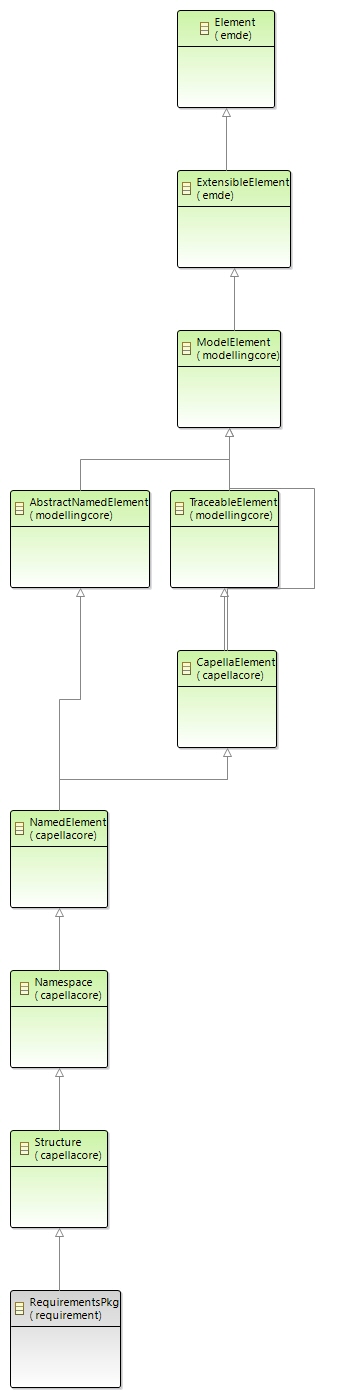 Element
( emde)
ExtensibleElement
( emde)
ModelElement
( modellingcore)
AbstractNamedElement
( modellingcore)
TraceableElement
( modellingcore)
CapellaElement
( capellacore)
NamedElement
( capellacore)
Namespace
( capellacore)
Structure
( capellacore)
RequirementsPkg
( requirement)